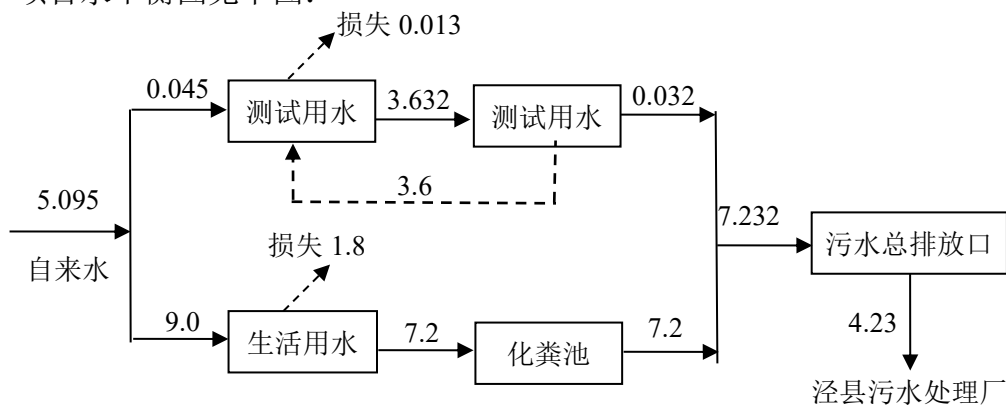 损失 0.013
0.045
测试用水
3.632
测试用水
0.032
3.6
5.095
自来水
7.232
污水总排放口
损失 1.8
9.0
生活用水
7.2
化粪池
7.2
4.23
泾县污水处理厂